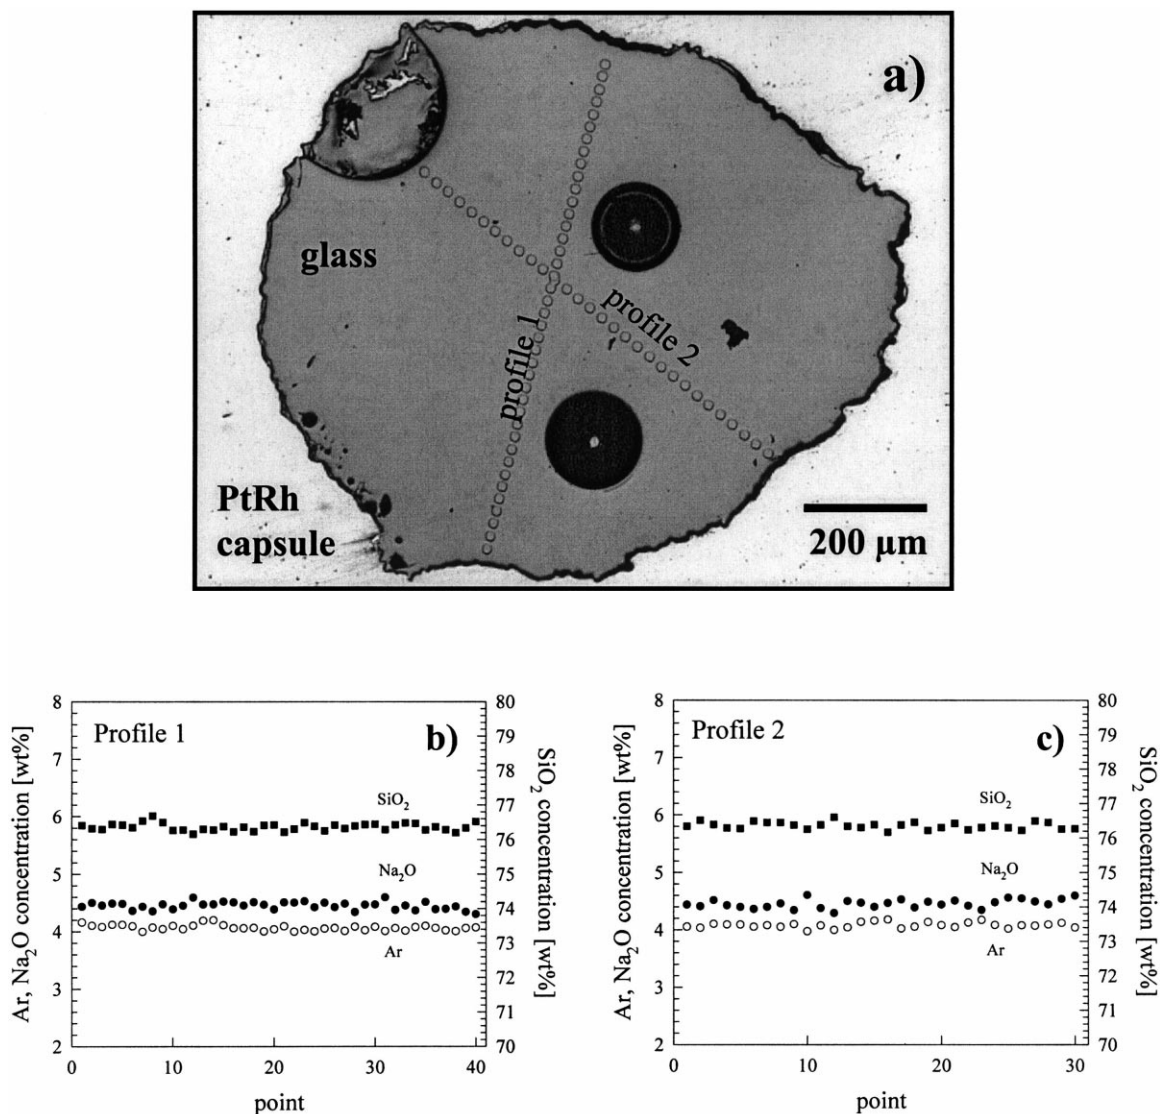 a)
glass
profile 1
profile 2
PtRh
capsule
200 µm
8
7
6
5
4
3
2
Ar, Na₂O concentration [wt%]
Profile 1
b)
SiO₂
Na₂O
Ar
80
79
78
77
76
75
74
73
72
71
70
SiO₂ concentration [wt%]
0 10 20 30 40
point
8
7
6
5
4
3
2
Ar, Na₂O concentration [wt%]
Profile 2
c)
SiO₂
Na₂O
Ar
80
79
78
77
76
75
74
73
72
71
70
SiO₂ concentration [wt%]
0 10 20 30
point